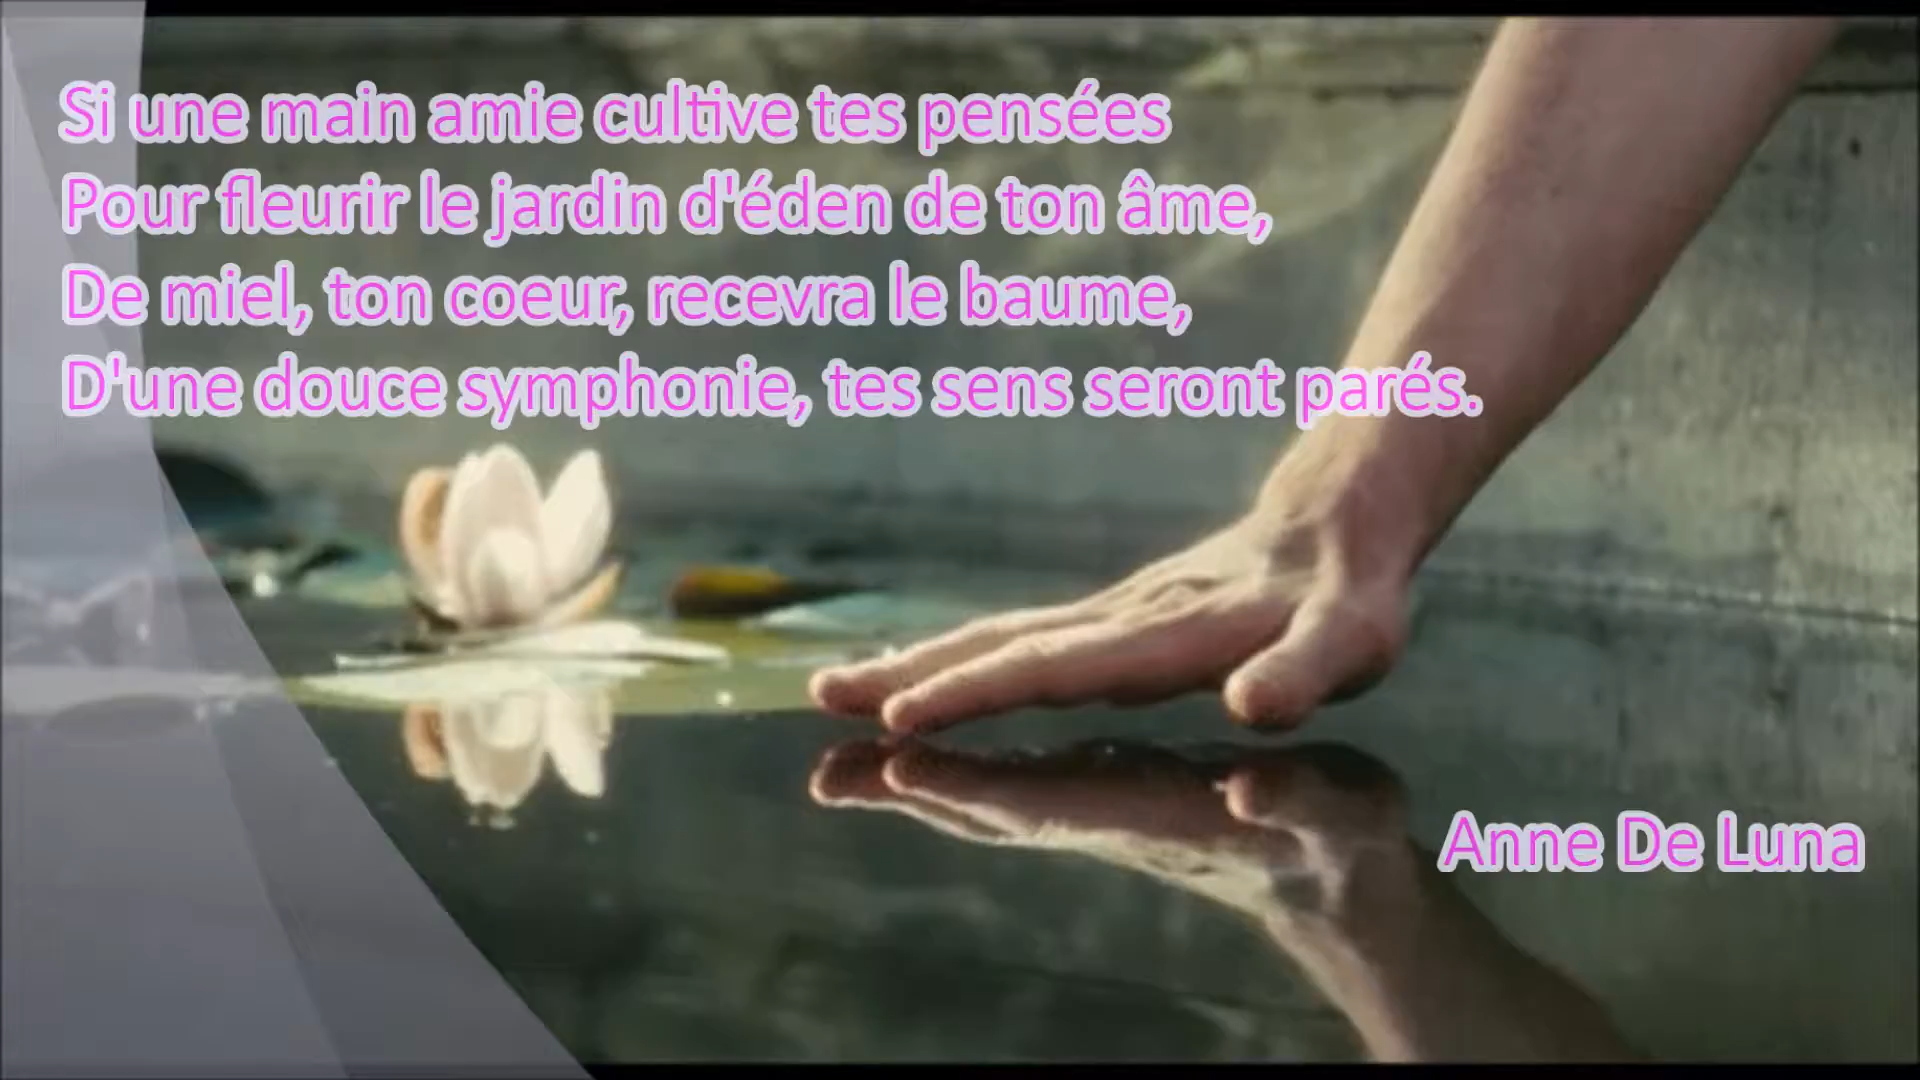 Si une main amie cultive tes pensées
Pour fleurir le jardin d'éden de ton âme,
De miel, ton coeur, recevra le baume,
D'une douce symphonie, tes sens seront parés.
Anne De Luna